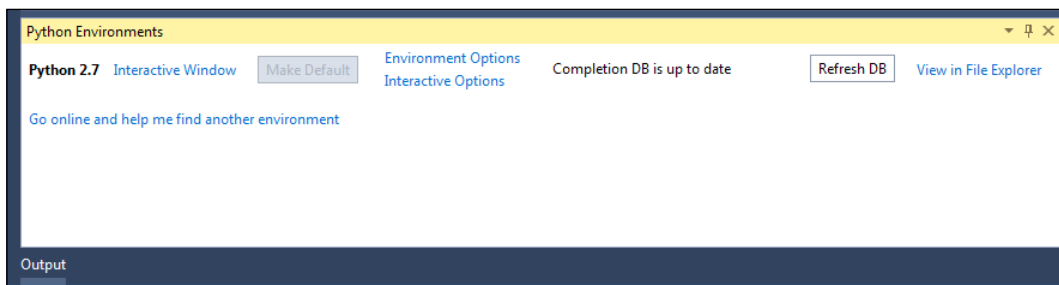 Python Environments
Python 2.7 Interactive Window Make Default Environment Options Completion DB is up to date Refresh DB View in File Explorer
Interactive Options
Go online and help me find another environment
Output